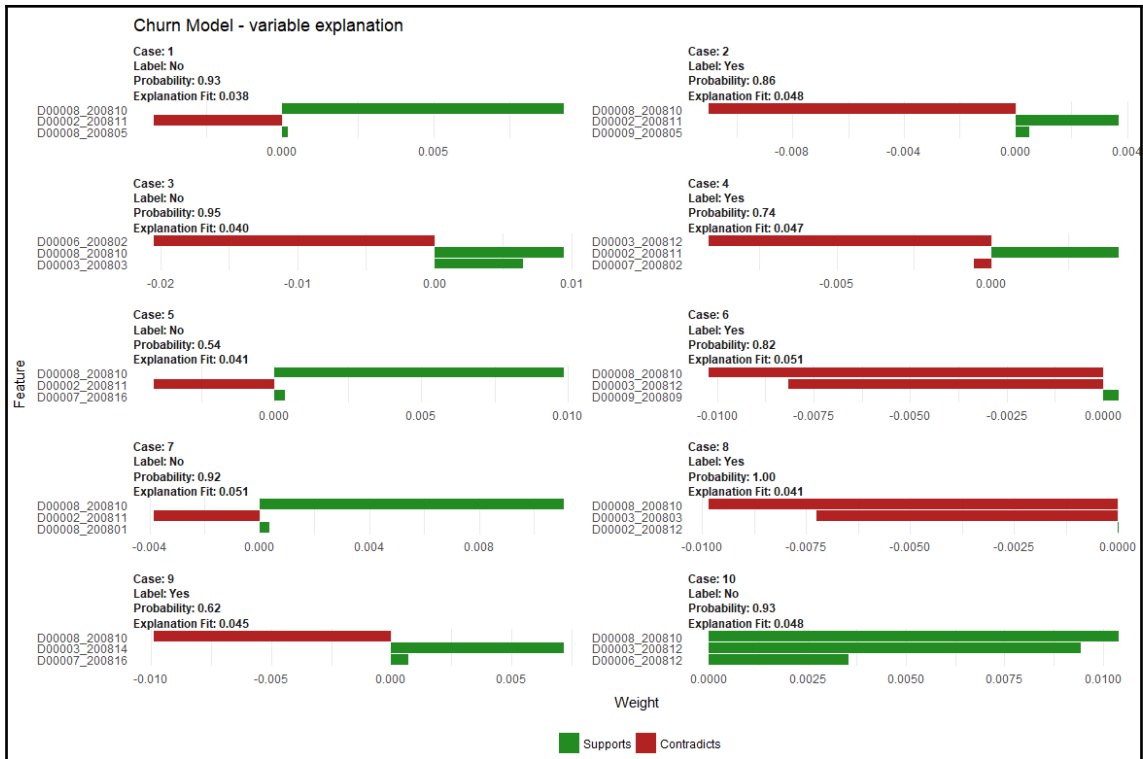 Churn Model - variable explanation
Case: 1
Label: No
Probability: 0.93
Explanation Fit: 0.038
D00008_200810
D00002_200811
D00008_200805
0.000 0.005
Case: 2
Label: Yes
Probability: 0.86
Explanation Fit: 0.048
D00008_200810
D00002_200811
D00009_200805
-0.008 -0.004 0.000 0.004
Case: 3
Label: No
Probability: 0.95
Explanation Fit: 0.040
D00006_200802
D00008_200810
D00003_200803
-0.02 -0.01 0.00 0.01
Case: 4
Label: Yes
Probability: 0.74
Explanation Fit: 0.047
D00003_200812
D00002_200811
D00007_200802
-0.005 0.000
Case: 5
Label: No
Probability: 0.54
Explanation Fit: 0.041
D00008_200810
D00002_200811
D00007_200816
0.000 0.005 0.010
Case: 6
Label: Yes
Probability: 0.82
Explanation Fit: 0.051
D00008_200810
D00003_200812
D00009_200809
-0.0100 -0.0075 -0.0050 -0.0025 0.0000
Case: 7
Label: No
Probability: 0.92
Explanation Fit: 0.051
D00008_200810
D00002_200811
D00008_200801
-0.004 0.000 0.004 0.008
Case: 8
Label: Yes
Probability: 1.00
Explanation Fit: 0.041
D00008_200810
D00003_200803
D00002_200812
-0.0100 -0.0075 -0.0050 -0.0025 0.0000
Case: 9
Label: Yes
Probability: 0.62
Explanation Fit: 0.045
D00008_200810
D00003_200814
D00007_200816
-0.010 -0.005 0.000 0.005
Case: 10
Label: No
Probability: 0.93
Explanation Fit: 0.048
D00008_200810
D00003_200812
D00006_200812
0.0000 0.0025 0.0050 0.0075 0.0100
Feature
Weight
Supports Contradicts